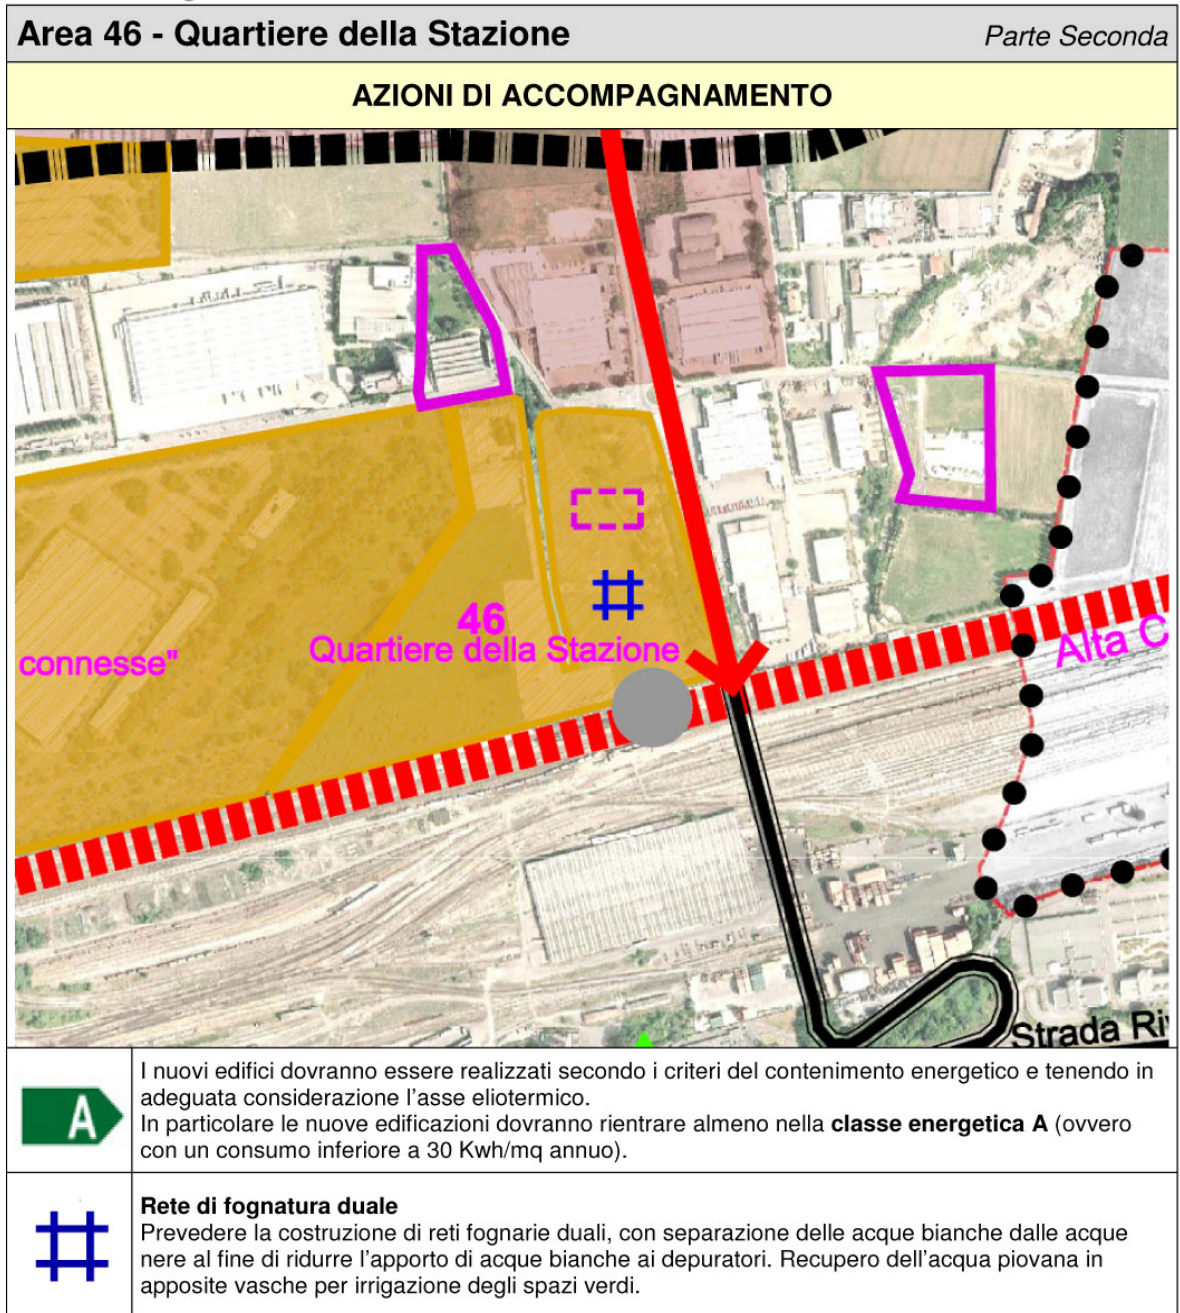 Area 46 - Quartiere della Stazione
Parte Seconda
AZIONI DI ACCOMPAGNAMENTO
46
Quartiere della Stazione
connesse"
Alta C
Strada Ri
A
I nuovi edifici dovranno essere realizzati secondo i criteri del contenimento energetico e tenendo in
adeguata considerazione l'asse eliotermico.
In particolare le nuove edificazioni dovranno rientrare almeno nella classe energetica A (ovvero
con un consumo inferiore a 30 Kwh/mq annuo).
Rete di fognatura duale
Prevedere la costruzione di reti fognarie duali, con separazione delle acque bianche dalle acque
nere al fine di ridurre l'apporto di acque bianche ai depuratori. Recupero dell'acqua piovana in
apposite vasche per irrigazione degli spazi verdi.